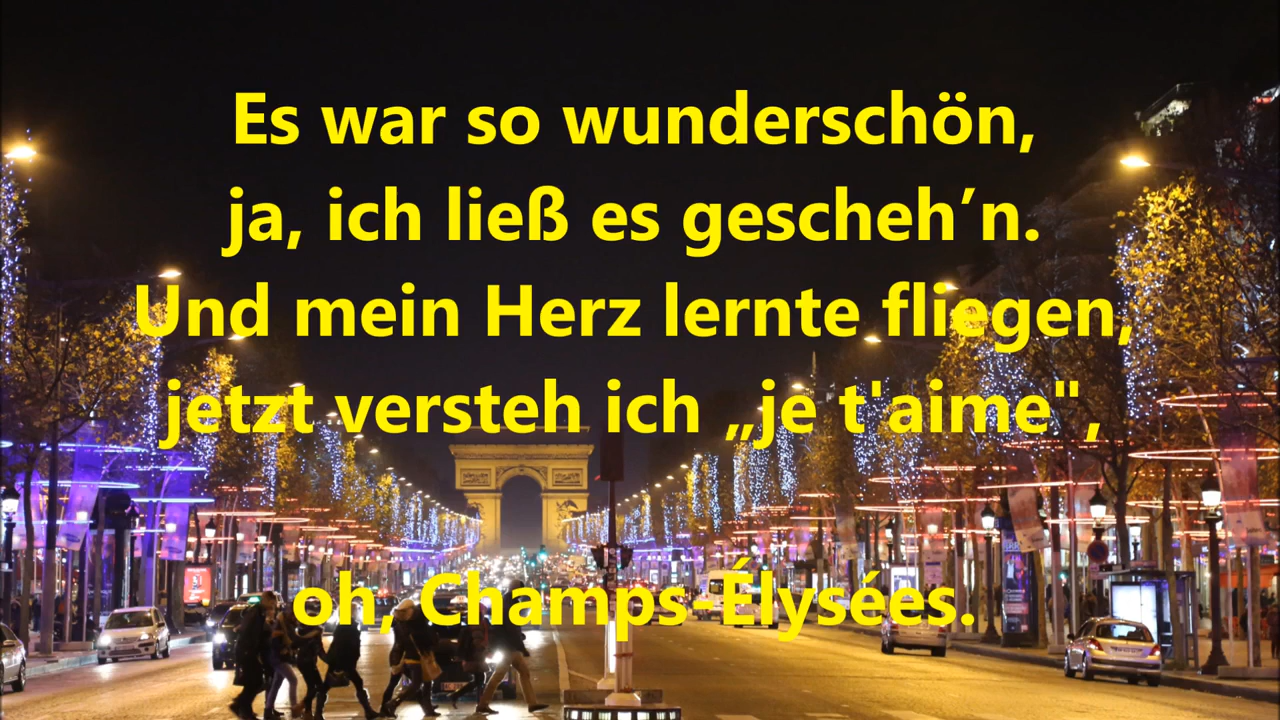 Es war so wunderschön,
ja, ich ließ es gescheh’n.
Und mein Herz lernte fliegen,
jetzt versteh ich „je t'aime",
oh, Champs-Élysées.